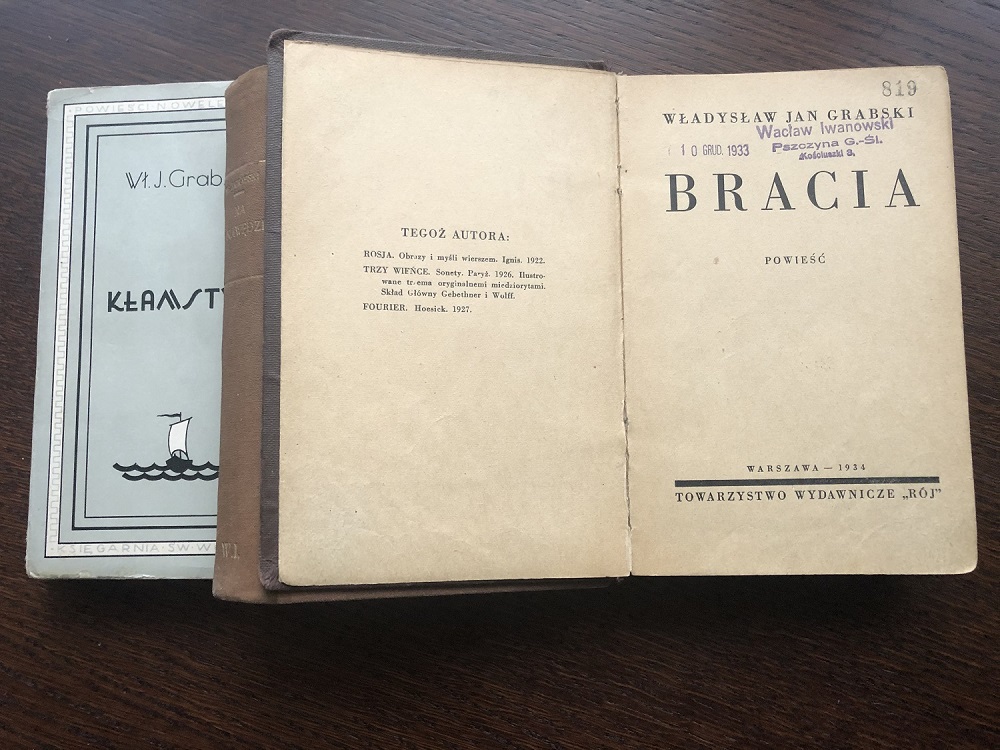 POWIEŚCI·NOWELE
Wł. J. Grab
KŁAMST
KSIĘGARNIA·ŚW·W
NA
W.I.
TEGOŻ AUTORA:
ROSJA. Obrazy i myśli wierszem. Ignis. 1922.
TRZY WIEŃCE. Sonety. Paryż. 1926. Ilustro-
wane trzema oryginalnemi miedziorytami.
Skład Główny Gebethner i Wolff.
FOURIER. Hoesick. 1927.
819
WŁADYSŁAW JAN GRABSKI
Wacław Iwanowski
10 GRUD. 1933
Pszczyna G.-Śl.
Kościuszki 3.
BRACIA
POWIEŚĆ
WARSZAWA — 1934
TOWARZYSTWO WYDAWNICZE „RÓJ"